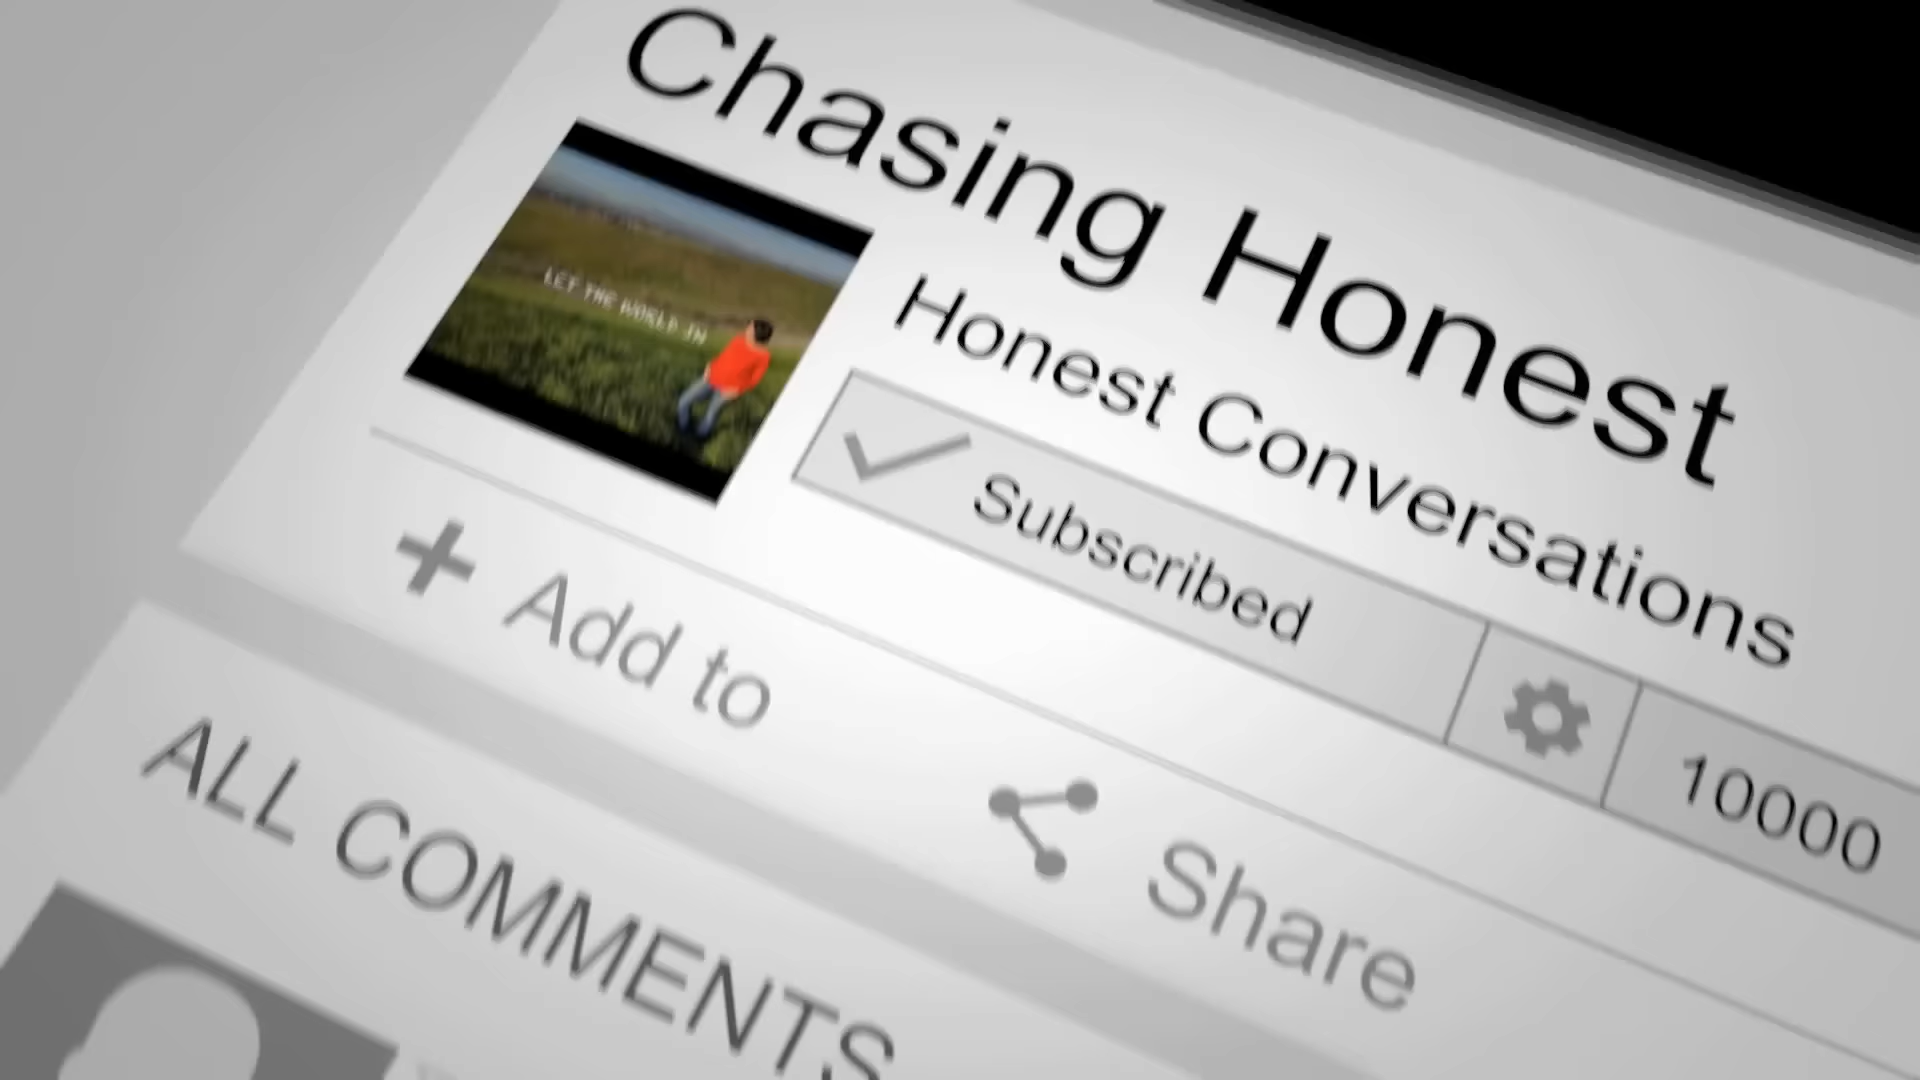 Chasing Honest
LET THE WORLD IN
Honest Conversations
Subscribed
10000
Add to
Share
ALL COMMENTS